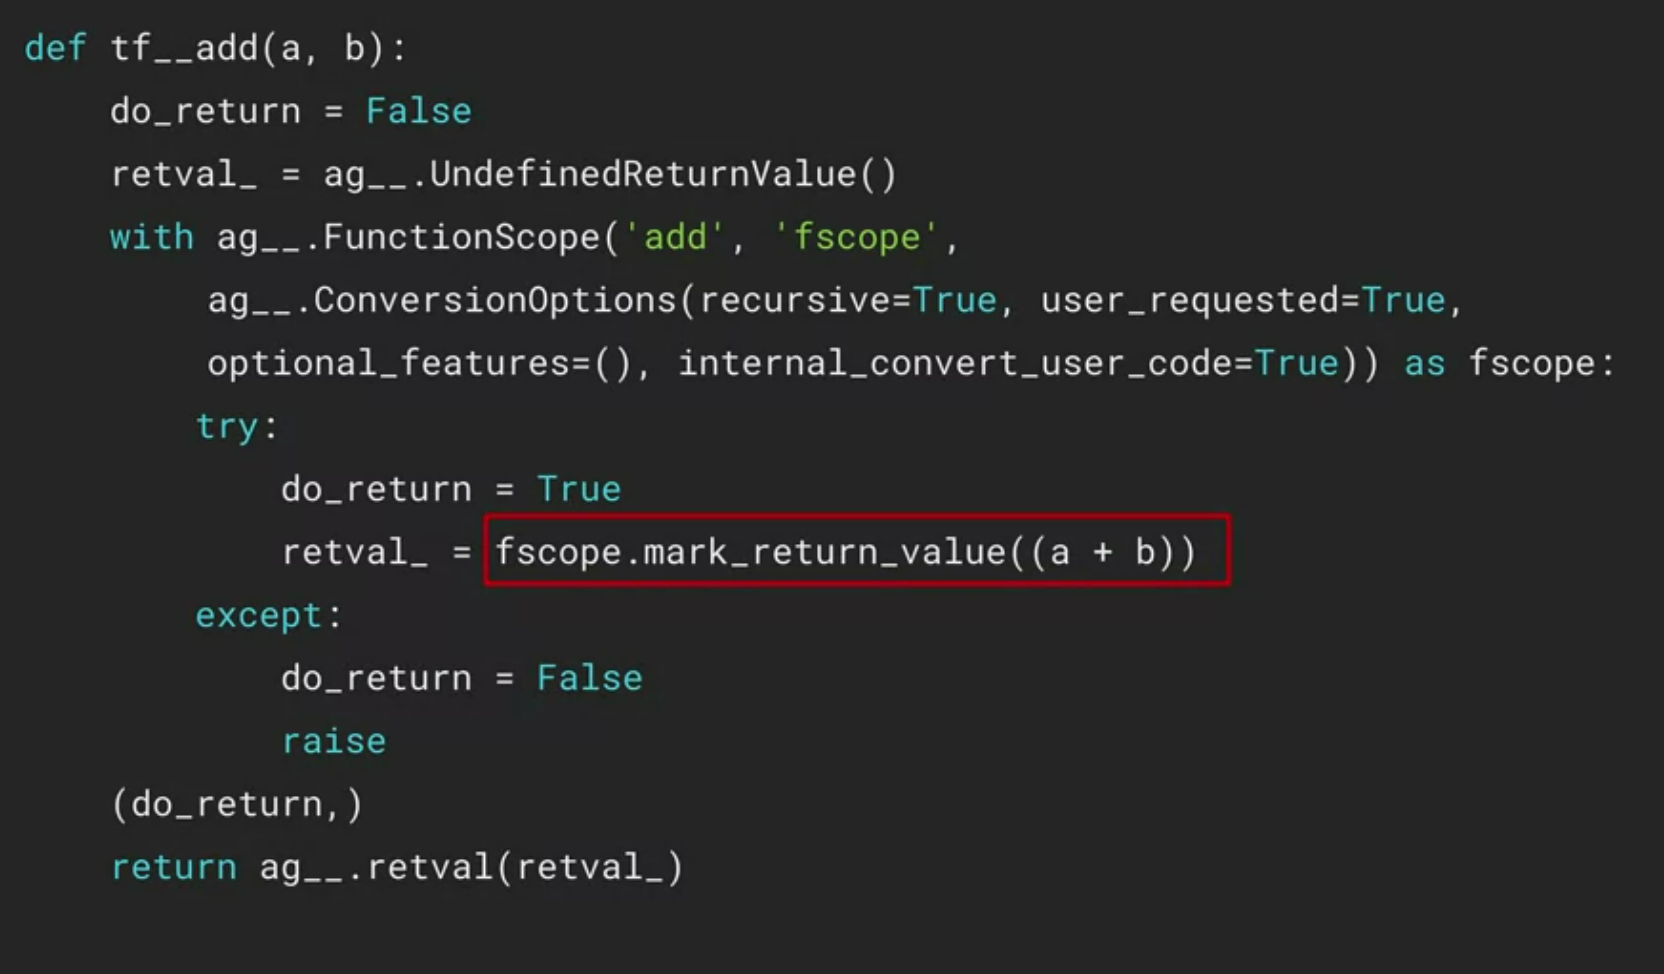 def tf__add(a, b):
    do_return = False
    retval_ = ag__.UndefinedReturnValue()
    with ag__.FunctionScope('add', 'fscope',
        ag__.ConversionOptions(recursive=True, user_requested=True,
        optional_features=(), internal_convert_user_code=True)) as fscope:
        try:
            do_return = True
            retval_ = fscope.mark_return_value((a + b))
        except:
            do_return = False
            raise
    (do_return,)
    return ag__.retval(retval_)